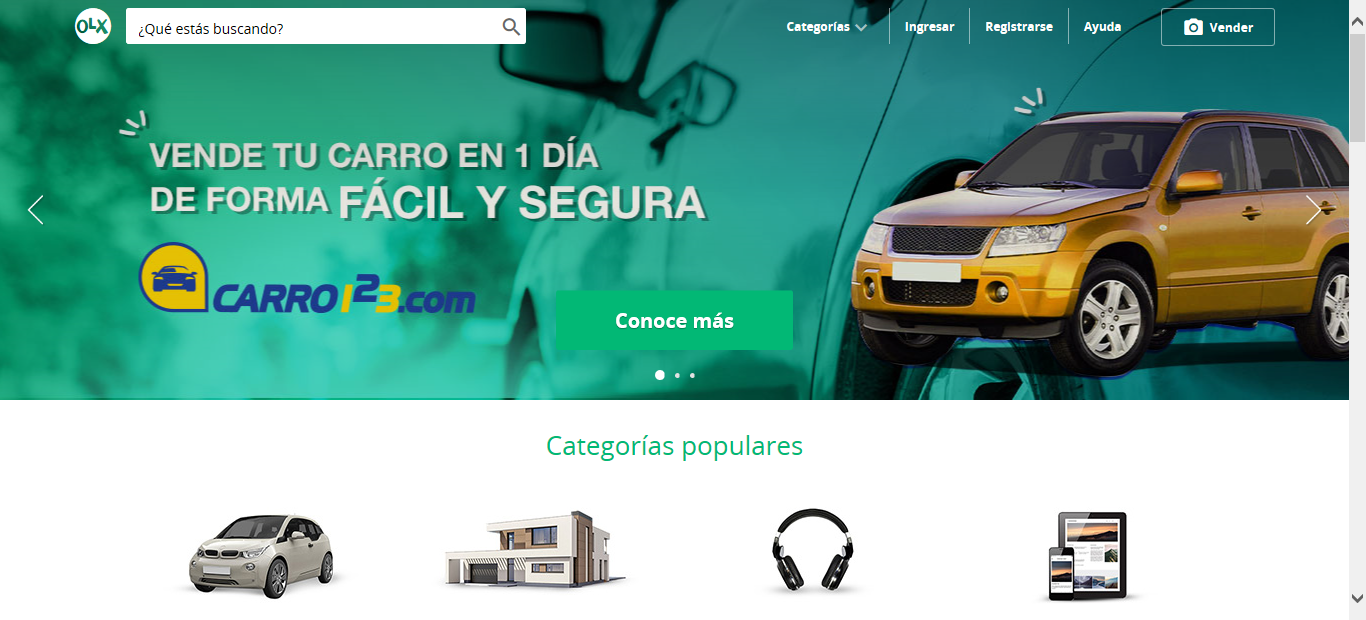 OLX
¿Qué estás buscando?
Categorías
Ingresar
Registrarse
Ayuda
Vender
VENDE TU CARRO EN 1 DÍA
DE FORMA FÁCIL Y SEGURA
CARRO123.com
Conoce más
Categorías populares